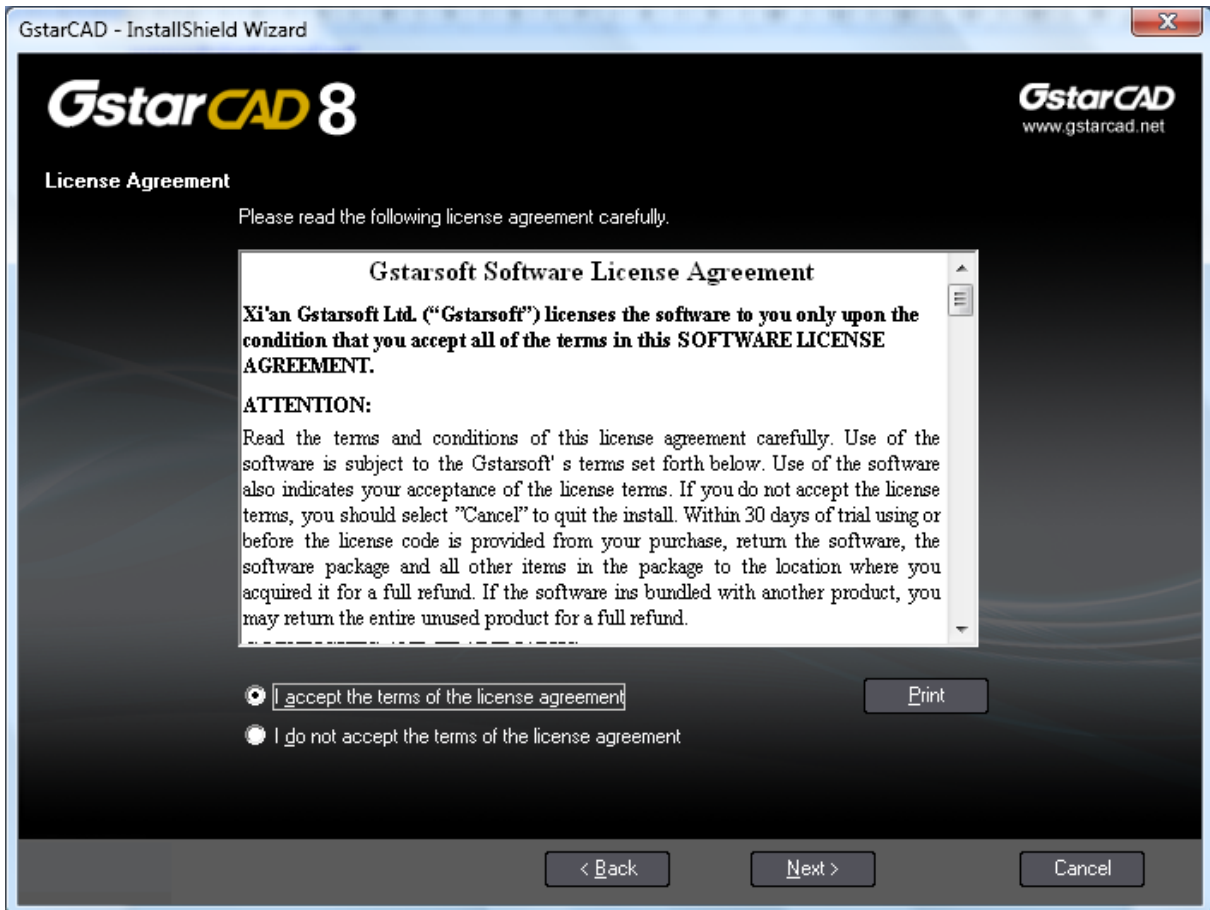 GstarCAD - InstallShield Wizard
GstarCAD 8
GstarCAD
www.gstarcad.net
License Agreement
Please read the following license agreement carefully.
Gstarsoft Software License Agreement
Xi'an Gstarsoft Ltd. (“Gstarsoft”) licenses the software to you only upon the
condition that you accept all of the terms in this SOFTWARE LICENSE
AGREEMENT.
ATTENTION:
Read the terms and conditions of this license agreement carefully. Use of the
software is subject to the Gstarsoft' s terms set forth below. Use of the software
also indicates your acceptance of the license terms. If you do not accept the license
terms, you should select ”Cancel” to quit the install. Within 30 days of trial using or
before the license code is provided from your purchase, return the software, the
software package and all other items in the package to the location where you
acquired it for a full refund. If the software ins bundled with another product, you
may return the entire unused product for a full refund.
I accept the terms of the license agreement
Print
I do not accept the terms of the license agreement
< Back
Next >
Cancel